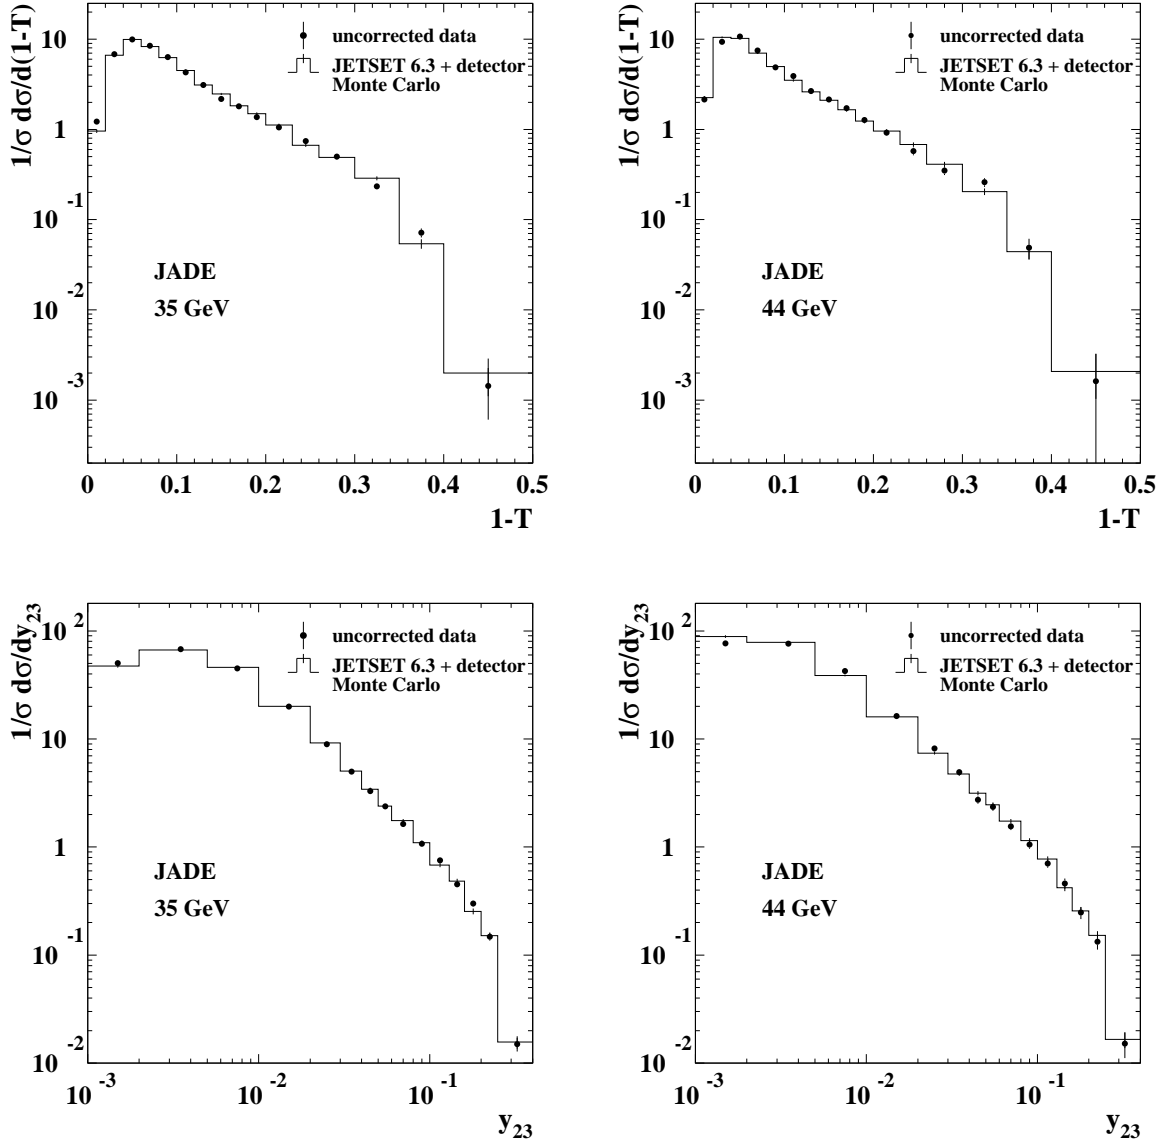 1/σ dσ/d(1-T)
10
1
10 -1
10 -2
10 -3
uncorrected data
JETSET 6.3 + detector
Monte Carlo
JADE
35 GeV
0 0.1 0.2 0.3 0.4 0.5
1-T
1/σ dσ/d(1-T)
10
1
10 -1
10 -2
10 -3
uncorrected data
JETSET 6.3 + detector
Monte Carlo
JADE
44 GeV
0 0.1 0.2 0.3 0.4 0.5
1-T
1/σ dσ/dy23
10 2
10
1
10 -1
10 -2
uncorrected data
JETSET 6.3 + detector
Monte Carlo
JADE
35 GeV
10 -3 10 -2 10 -1
y23
1/σ dσ/dy23
10 2
10
1
10 -1
10 -2
uncorrected data
JETSET 6.3 + detector
Monte Carlo
JADE
44 GeV
10 -3 10 -2 10 -1
y23